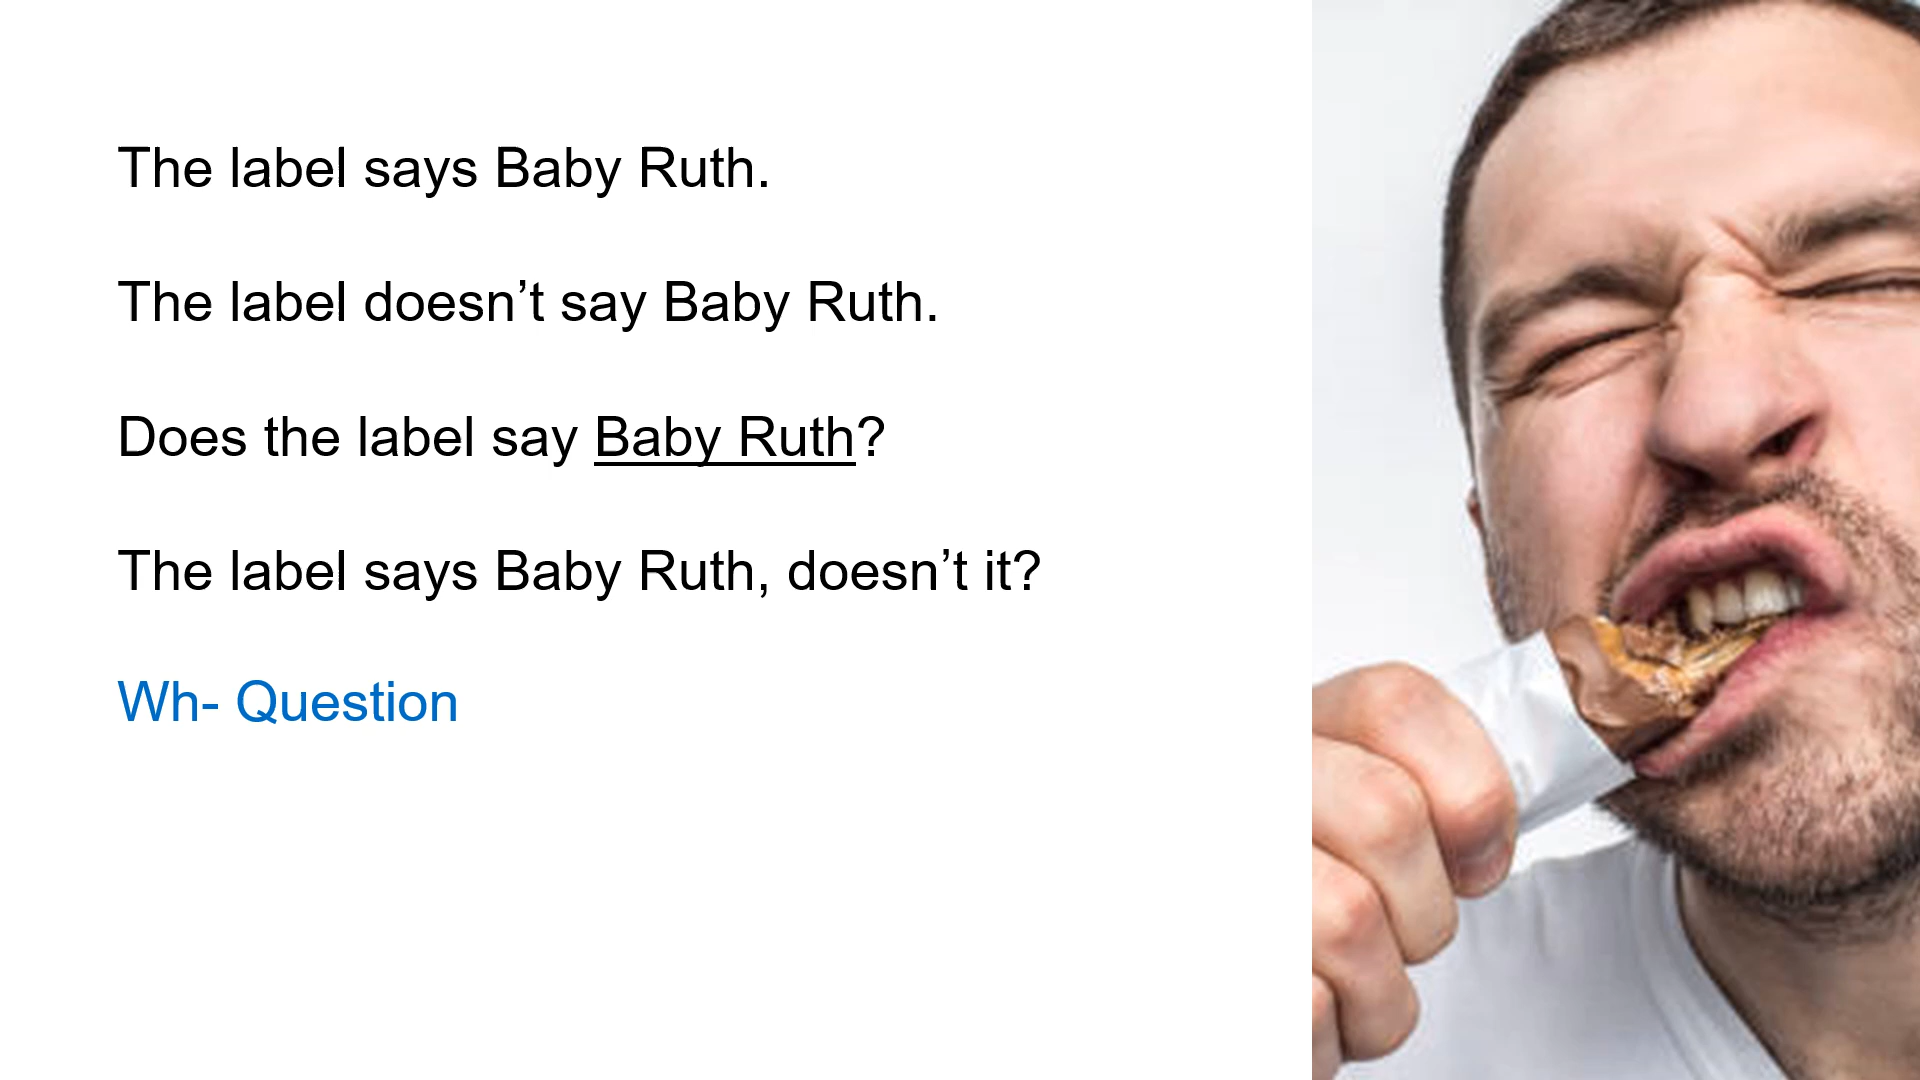 The label says Baby Ruth.
The label doesn’t say Baby Ruth.
Does the label say Baby Ruth?
The label says Baby Ruth, doesn’t it?
Wh- Question